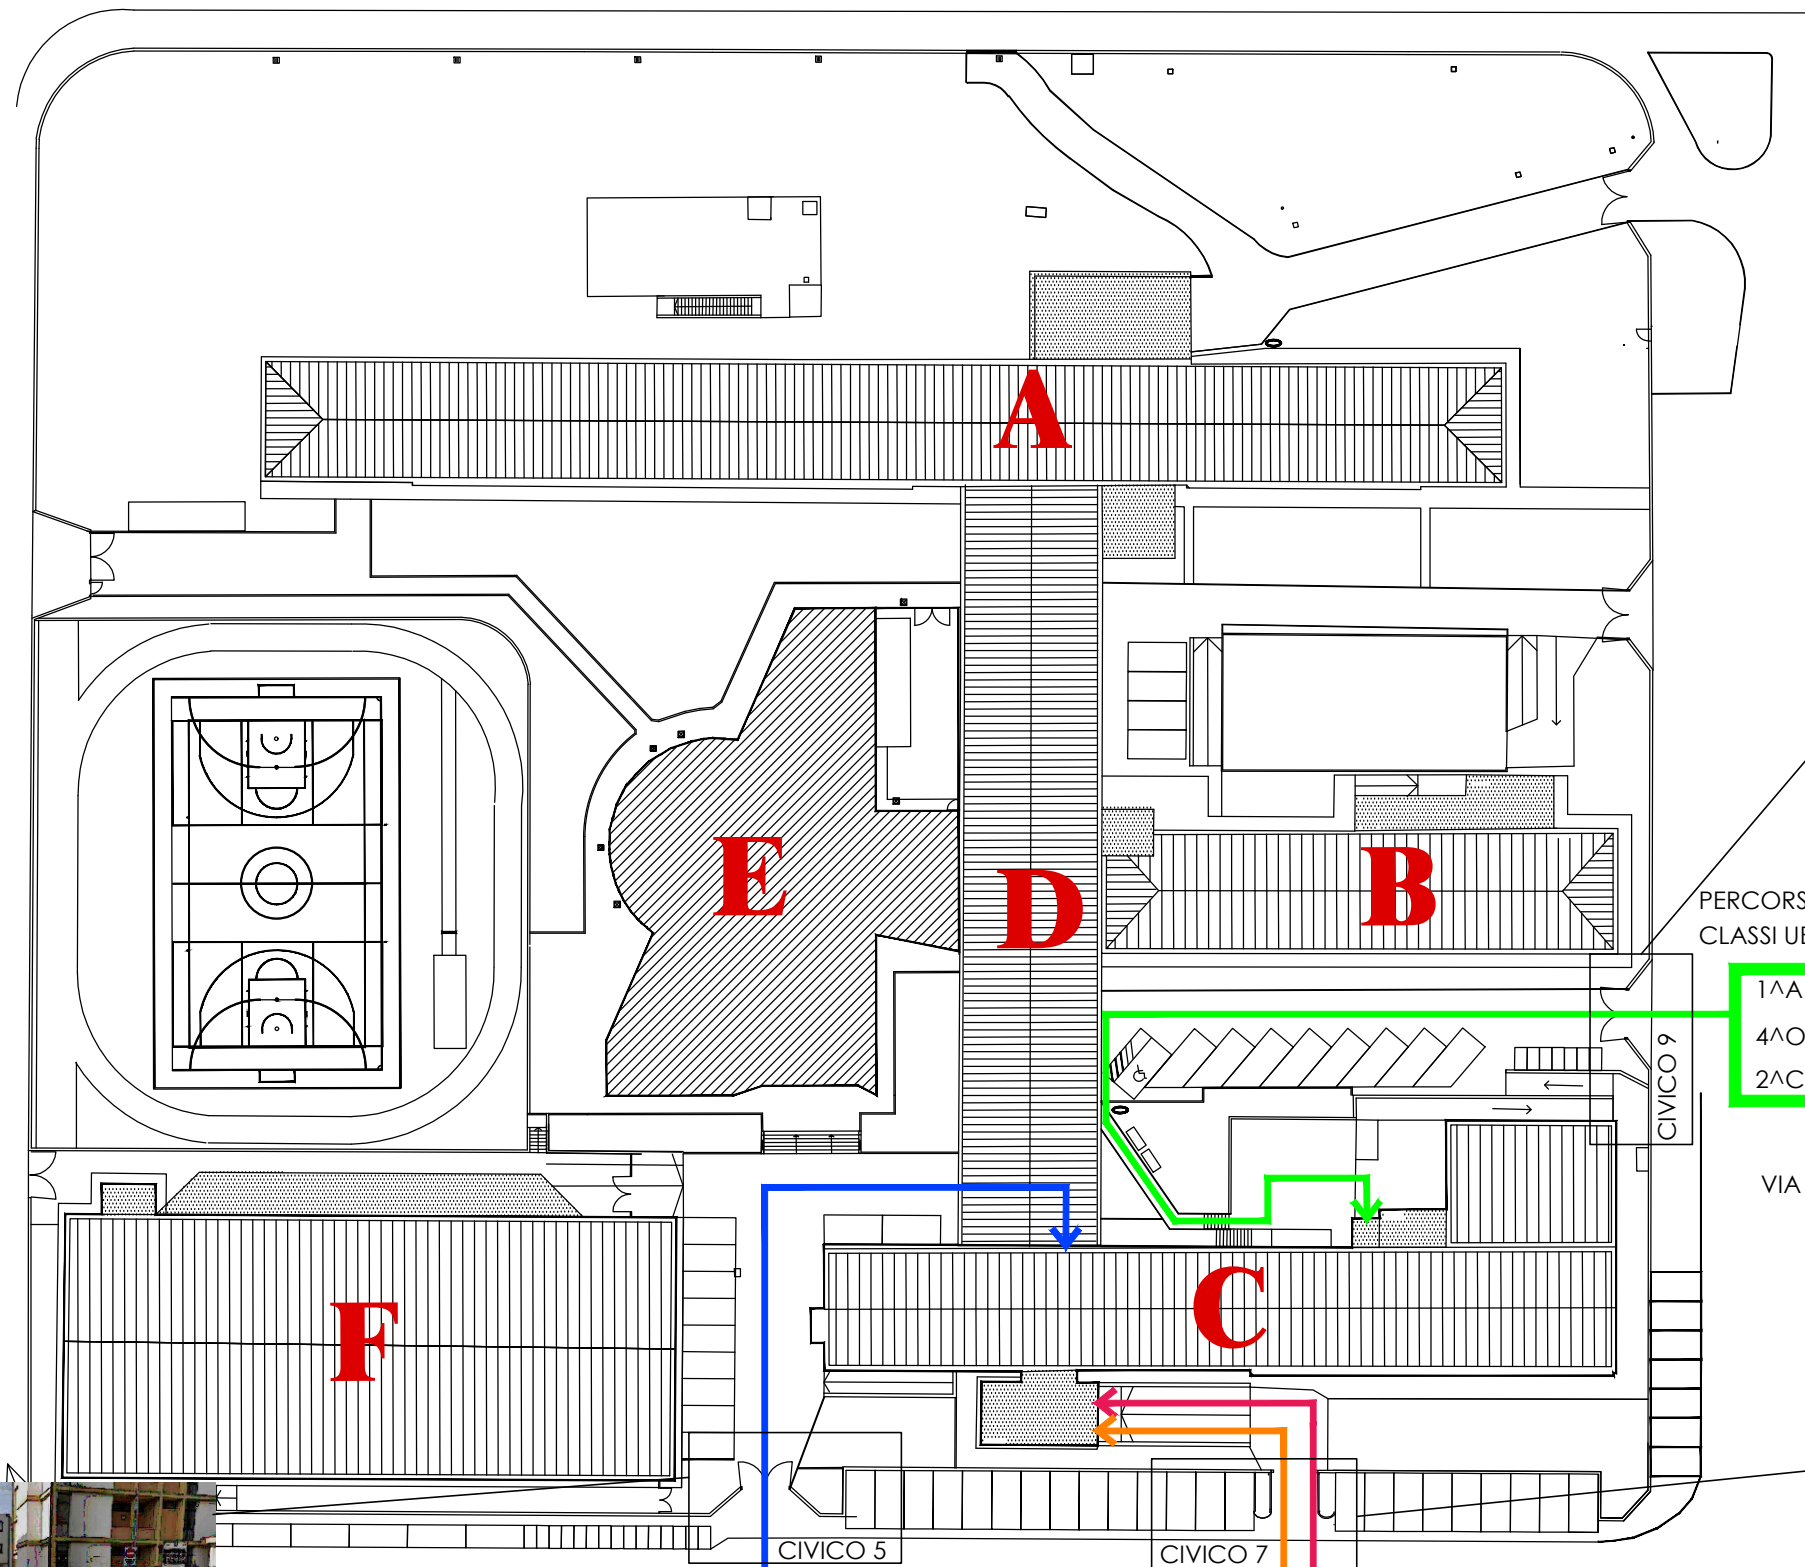 A
E
D
B
PERCORS
CLASSI UE
1^A
4^O
2^C
CIVICO 9
VIA
F
C
CIVICO 5
CIVICO 7